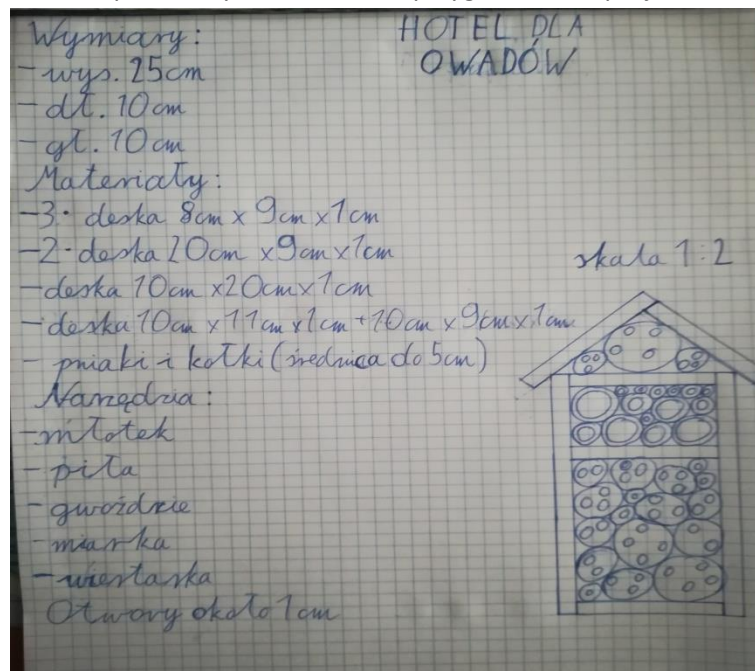 HOTEL DLA
OWADÓW
Wymiary:
- wys. 25cm
- dł. 10cm
- gł. 10cm
Materiały:
-3· deska 8cm x 9cm x 1cm
-2· deska 20cm x 9cm x 1cm
- deska 10cm x 20cm x 1cm
- deska 10cm x 11cm x 1cm + 10cm x 9cm x 1cm
- pniaki i kołki (średnica do 5cm)
Narzędzia:
- młotek
- piła
- gwoździe
- miarka
- wiertarka
Otwory około 1cm
skala 1:2